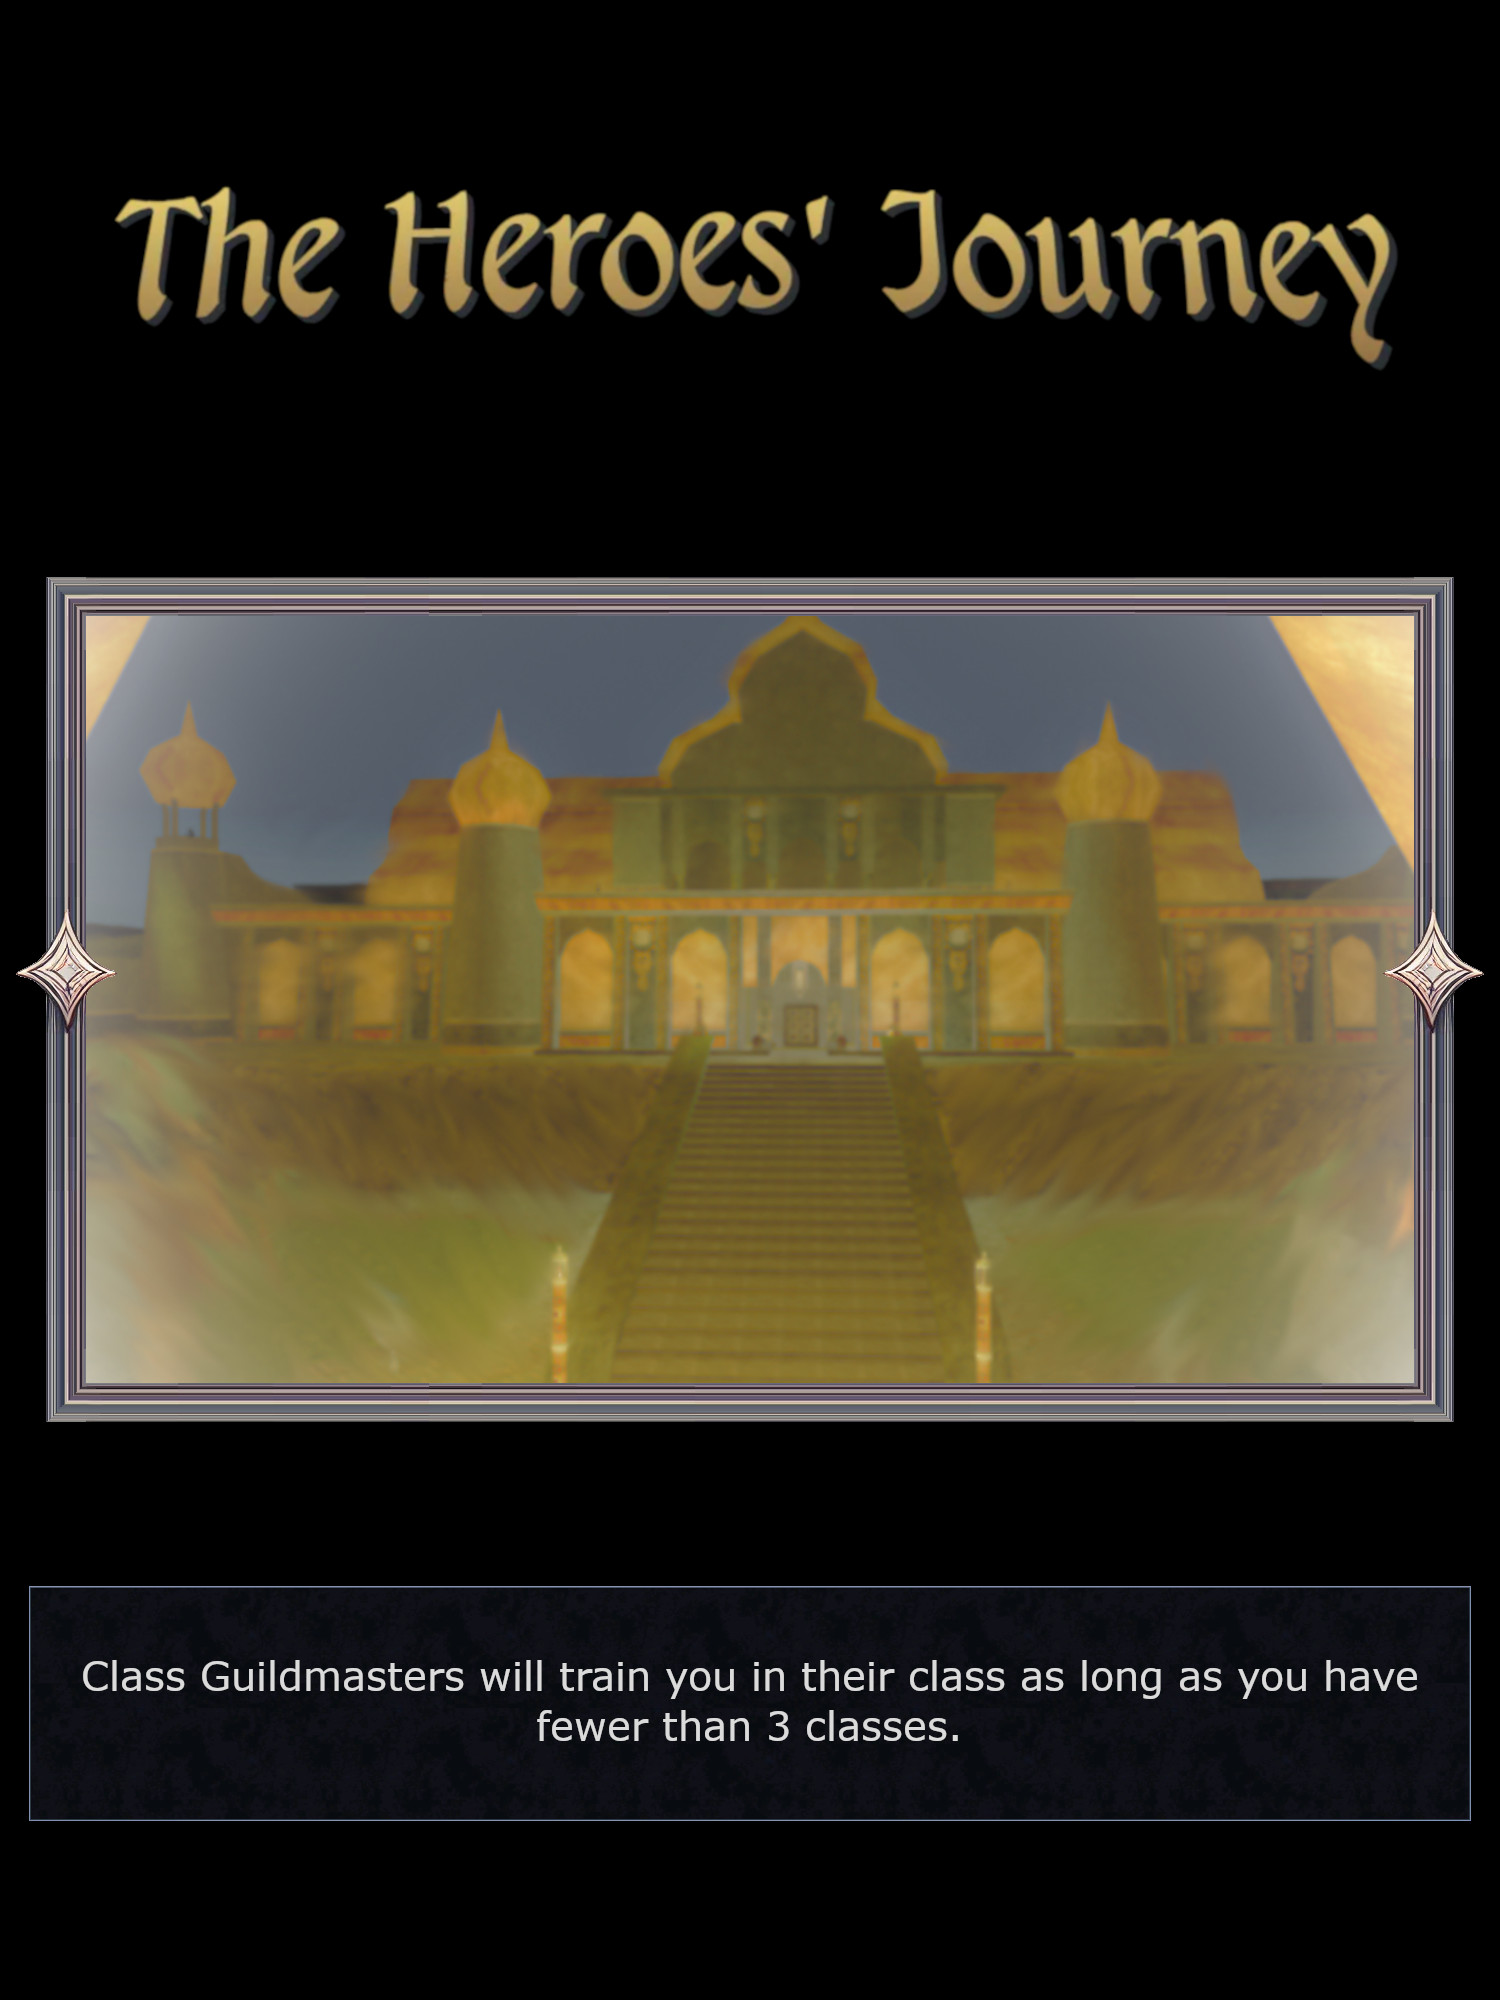 The Heroes' Journey
Class Guildmasters will train you in their class as long as you have
fewer than 3 classes.